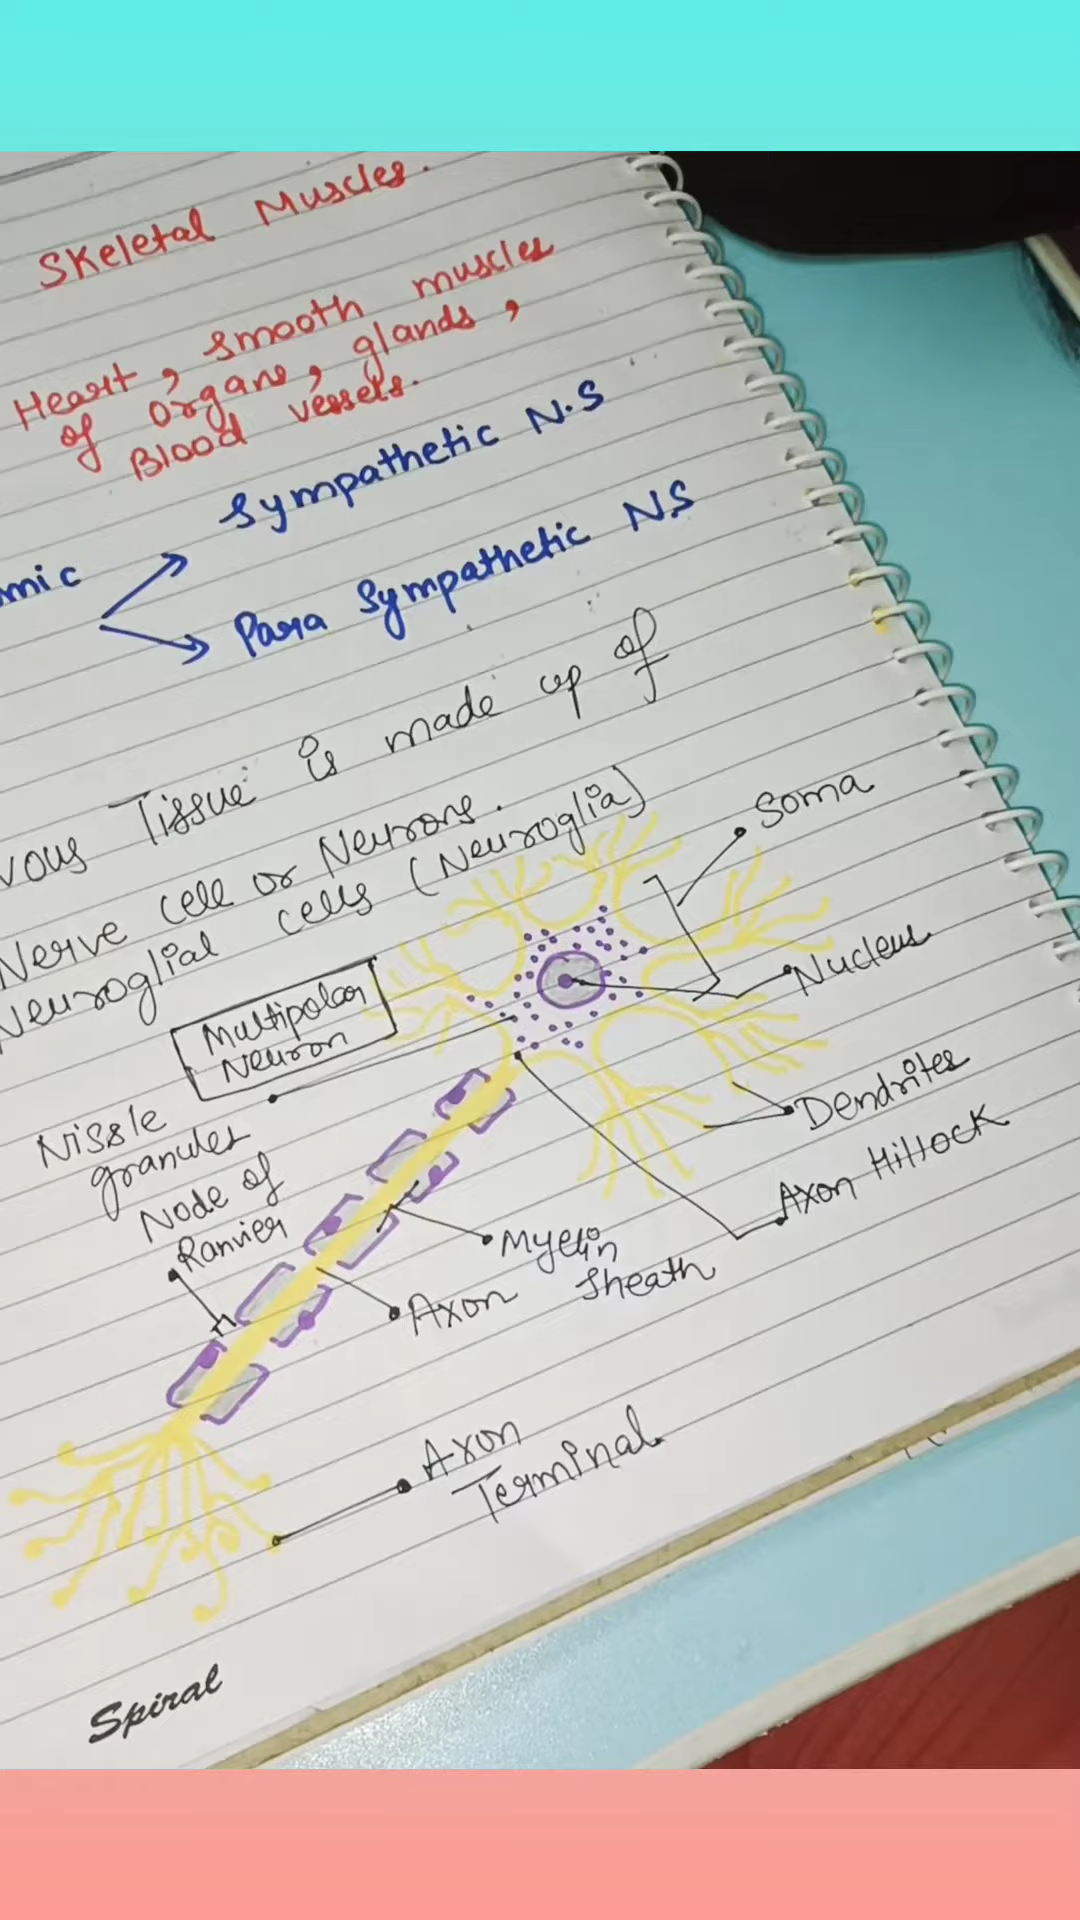 Skeletal Muscles.
Heart, smooth muscles
of organs, glands,
Blood vessels.
mic
Sympathetic N.S
Para Sympathetic N.S
vous Tissue is made up of
Nerve cell or Neurons.
Neuroglial cells (Neuroglia)
Soma
Multipolar
Neuron
Nucleus
Nissle
granules
Dendrites
Node of
Ranvier
Axon Hillock
Myelin
Sheath
Axon
Axon
Terminal.
Spiral